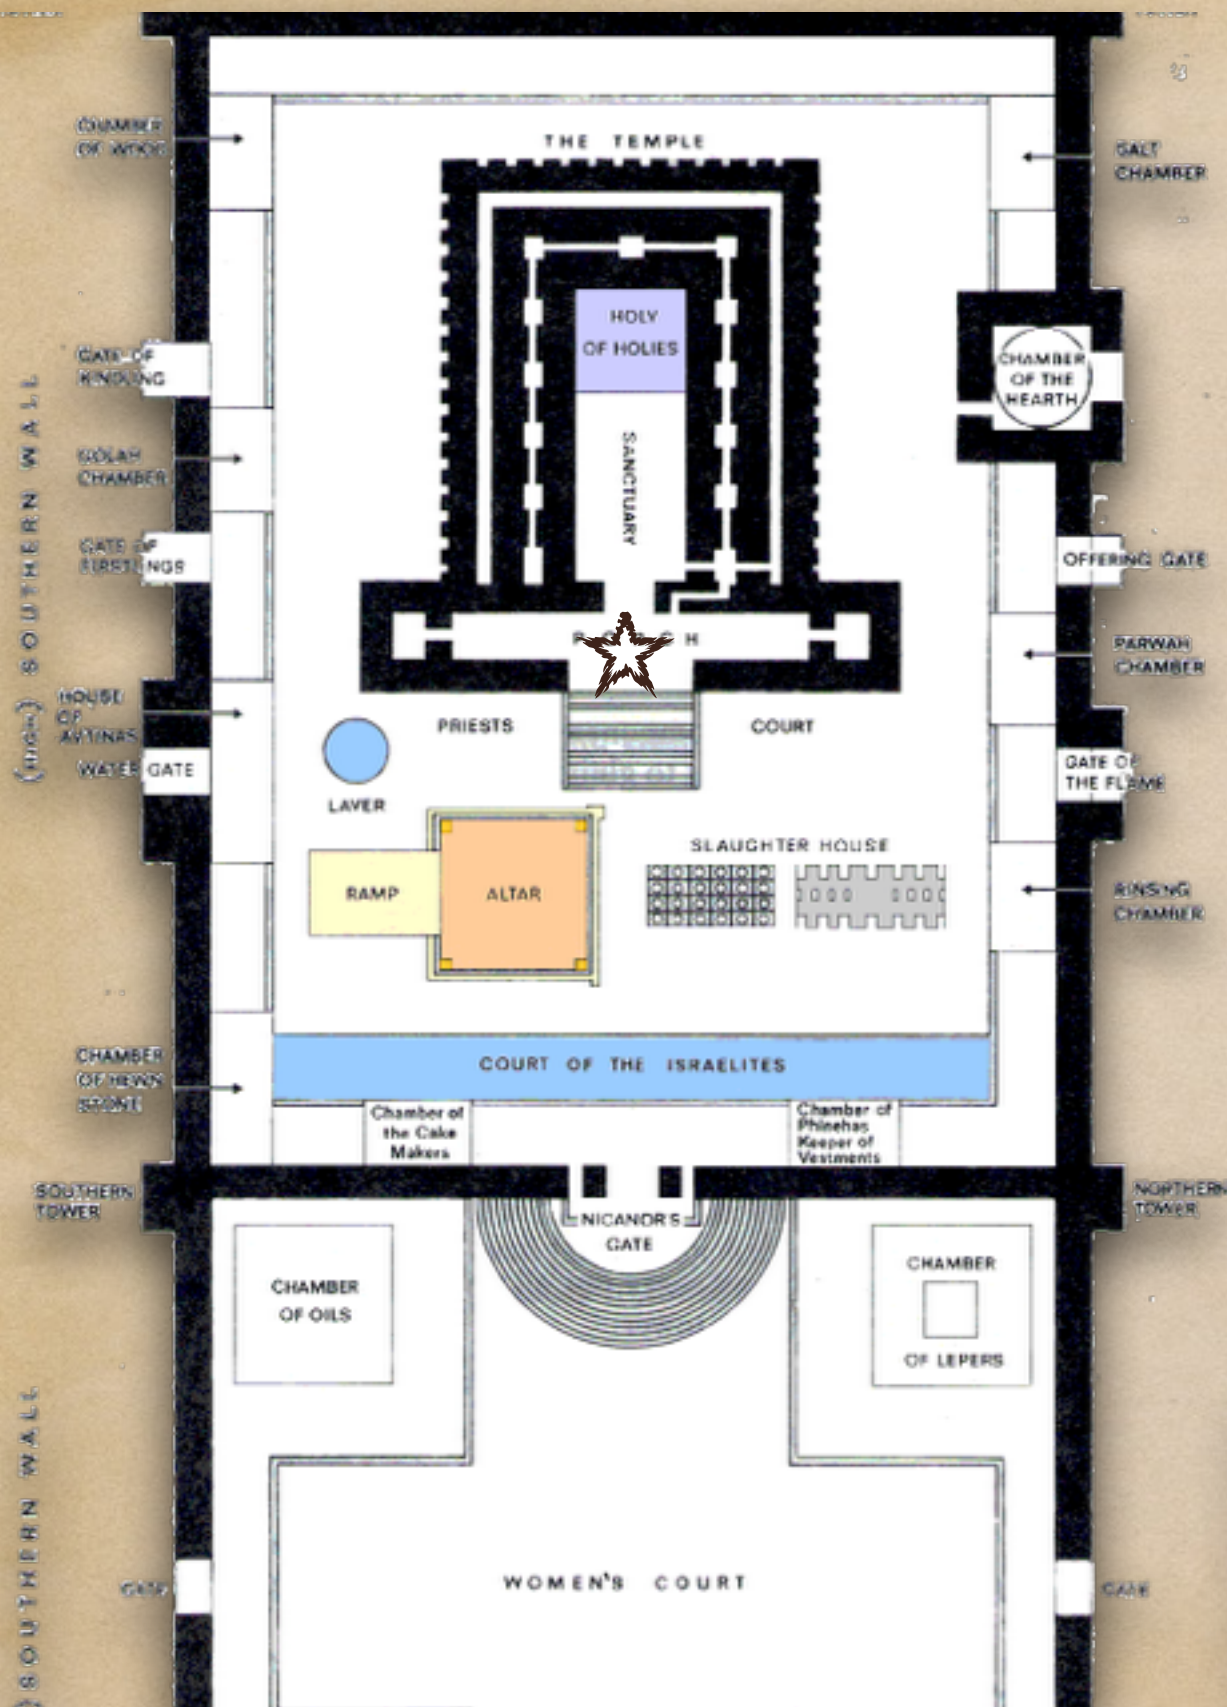 THE TEMPLE
CHAMBER
OF WOOD
SALT
CHAMBER
HOLY
OF HOLIES
GATE OF
KINDLING
CHAMBER
OF THE
HEARTH
(HIGH) SOUTHERN WALL
GOLAH
CHAMBER
SANCTUARY
GATE OF
FIRSTLINGS
OFFERING GATE
PORCH
PARWAH
CHAMBER
HOUSE
OF
AVTINAS
PRIESTS COURT
WATER GATE
GATE OF
THE FLAME
LAVER
SLAUGHTER HOUSE
RAMP
ALTAR
RINSING
CHAMBER
COURT OF THE ISRAELITES
CHAMBER
OF HEWN
STONE
Chamber of
the Cake
Makers
Chamber of
Phinehas
Keeper of
Vestments
SOUTHERN
TOWER
NORTHERN
TOWER
NICANOR'S
GATE
CHAMBER
OF OILS
CHAMBER
OF LEPERS
SOUTHERN WALL
WOMEN'S COURT
GATE
GATE